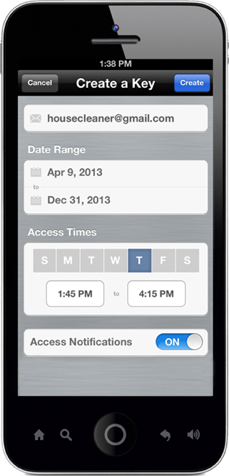 1:38 PM
Cancel Create a Key Create
housecleaner@gmail.com
Date Range
Apr 9, 2013
to
Dec 31, 2013
Access Times
S M T W T F S
1:45 PM to 4:15 PM
Access Notifications ON